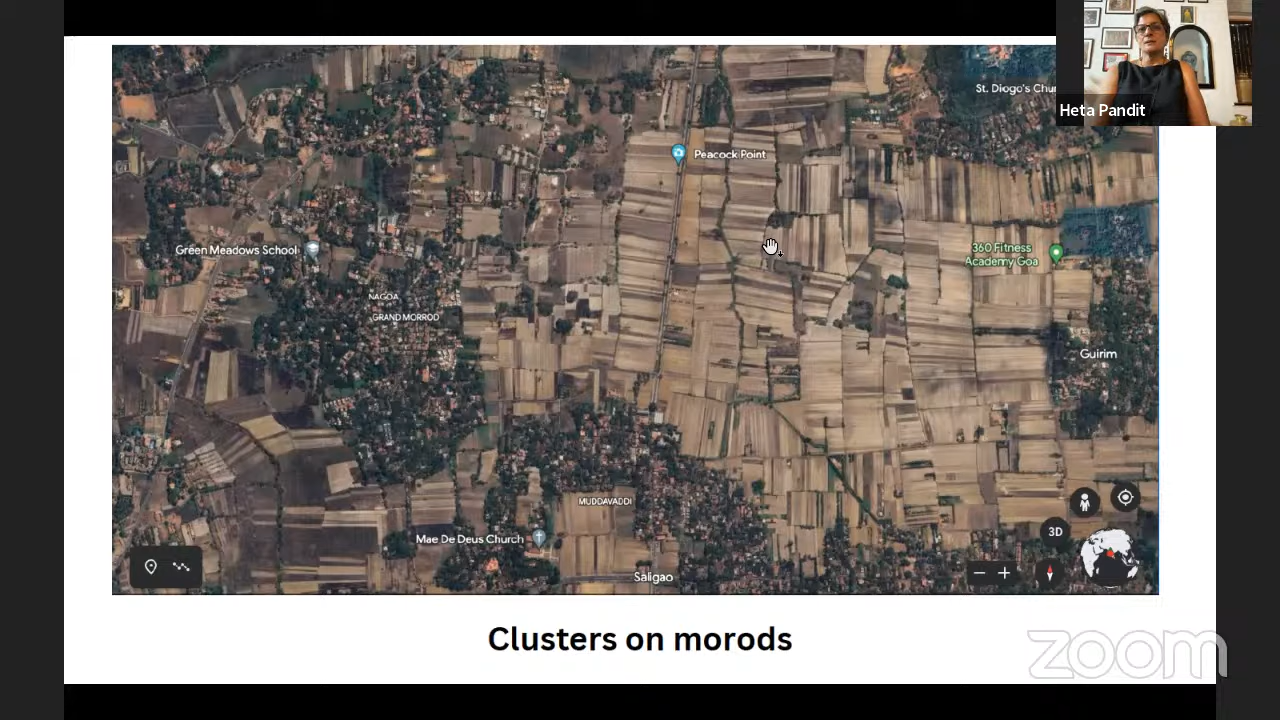 St. Diogo's Chur
Heta Pandit
Peacock Point
Green Meadows School
360 Fitness
Academy Goa
NAGOA
GRAND MORROD
Guirim
MUDDAVADDI
Mae De Deus Church
3D
Saligao
Clusters on morods
zoom